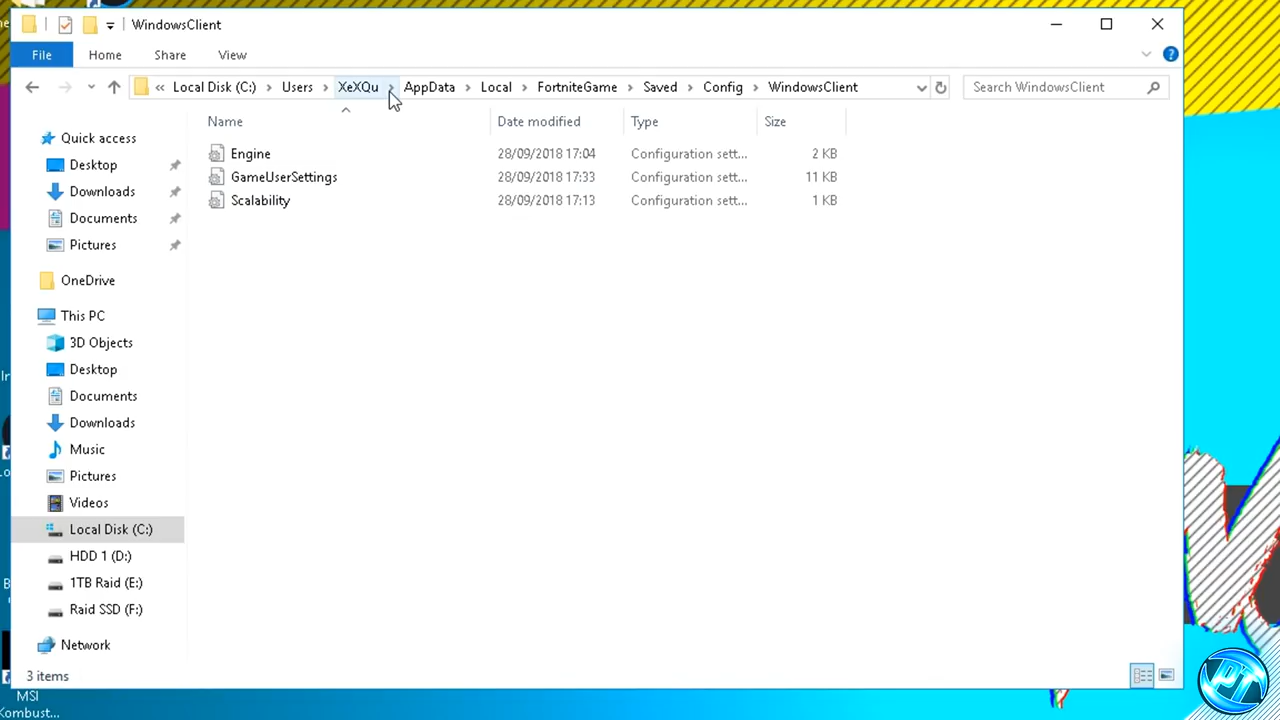 WindowsClient
File Home Share View
« Local Disk (C:) > Users > XeXQu > AppData > Local > FortniteGame > Saved > Config > WindowsClient
Search WindowsClient
Name Date modified Type Size
Engine 28/09/2018 17:04 Configuration sett... 2 KB
GameUserSettings 28/09/2018 17:33 Configuration sett... 11 KB
Scalability 28/09/2018 17:13 Configuration sett... 1 KB
Quick access
Desktop
Downloads
Documents
Pictures
OneDrive
This PC
3D Objects
Desktop
Documents
Downloads
Music
Pictures
Videos
Local Disk (C:)
HDD 1 (D:)
1TB Raid (E:)
Raid SSD (F:)
Network
3 items
MSI
Kombust...
PT